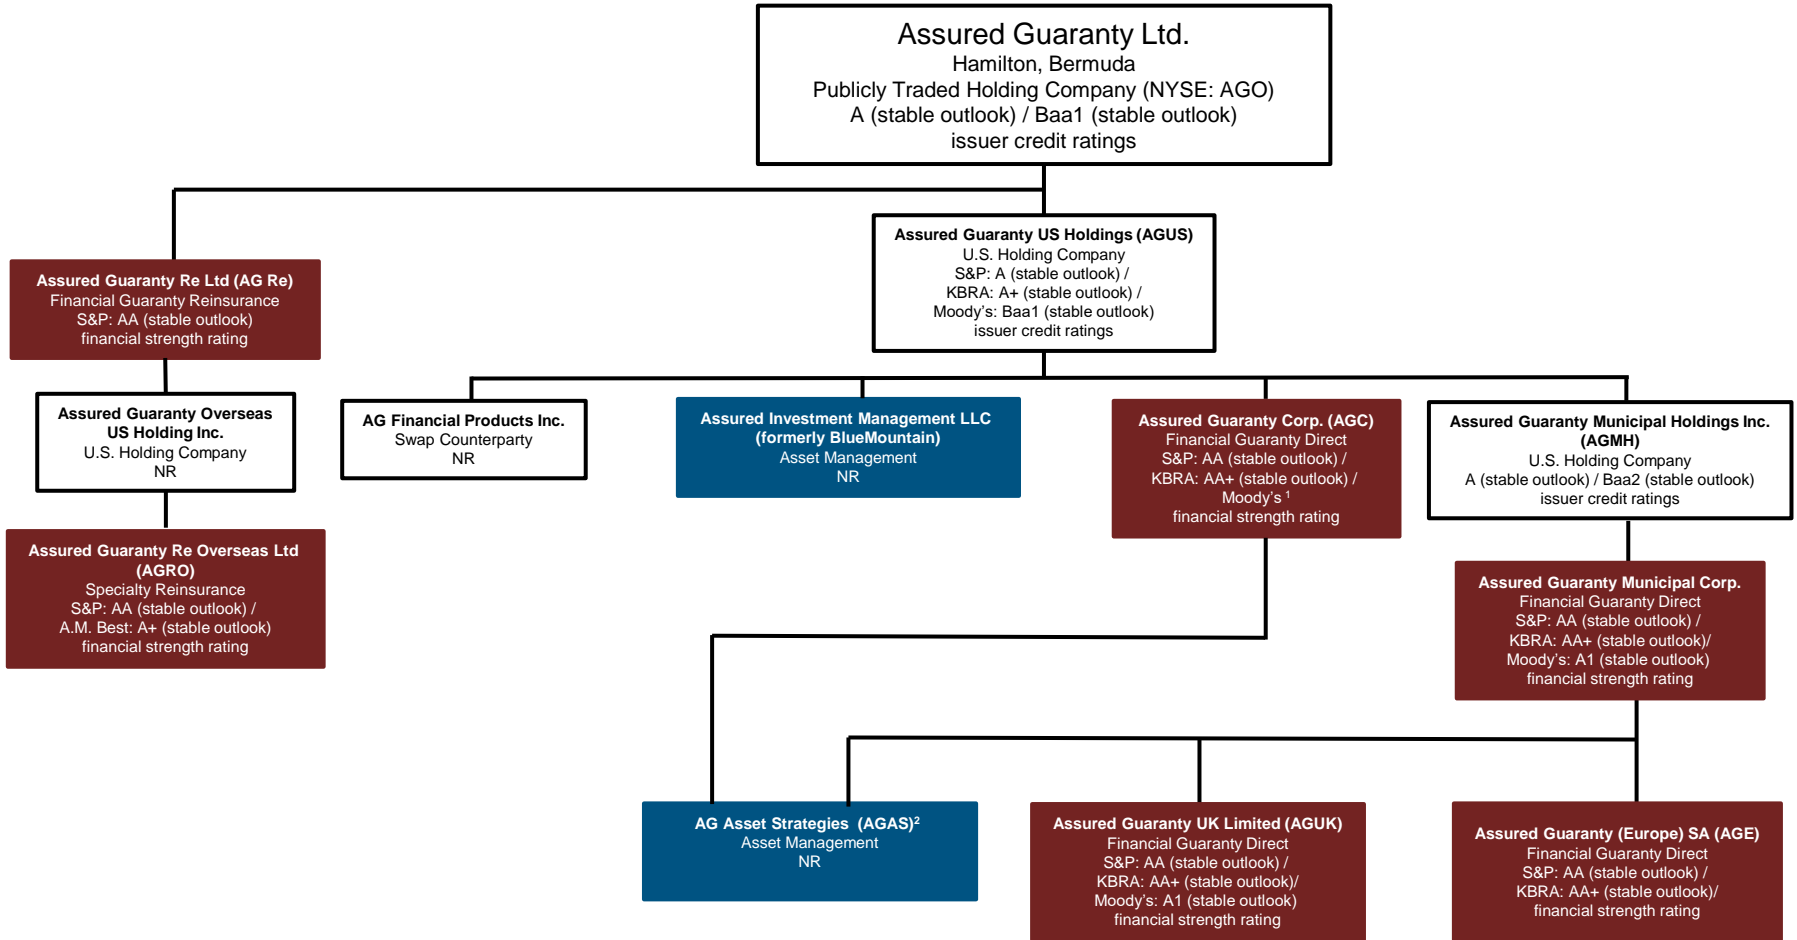 Assured Guaranty Ltd.
Hamilton, Bermuda
Publicly Traded Holding Company (NYSE: AGO)
A (stable outlook) / Baa1 (stable outlook)
issuer credit ratings
Assured Guaranty US Holdings (AGUS)
U.S. Holding Company
S&P: A (stable outlook) /
KBRA: A+ (stable outlook) /
Moody's: Baa1 (stable outlook)
issuer credit ratings
Assured Guaranty Re Ltd (AG Re)
Financial Guaranty Reinsurance
S&P: AA (stable outlook)
financial strength rating
Assured Guaranty Overseas
US Holding Inc.
U.S. Holding Company
NR
AG Financial Products Inc.
Swap Counterparty
NR
Assured Investment Management LLC
(formerly BlueMountain)
Asset Management
NR
Assured Guaranty Corp. (AGC)
Financial Guaranty Direct
S&P: AA (stable outlook) /
KBRA: AA+ (stable outlook) /
Moody's ¹
financial strength rating
Assured Guaranty Municipal Holdings Inc.
(AGMH)
U.S. Holding Company
A (stable outlook) / Baa2 (stable outlook)
issuer credit ratings
Assured Guaranty Re Overseas Ltd
(AGRO)
Specialty Reinsurance
S&P: AA (stable outlook) /
A.M. Best: A+ (stable outlook)
financial strength rating
Assured Guaranty Municipal Corp.
Financial Guaranty Direct
S&P: AA (stable outlook) /
KBRA: AA+ (stable outlook)/
Moody's: A1 (stable outlook)
financial strength rating
AG Asset Strategies (AGAS)²
Asset Management
NR
Assured Guaranty UK Limited (AGUK)
Financial Guaranty Direct
S&P: AA (stable outlook) /
KBRA: AA+ (stable outlook)/
Moody's: A1 (stable outlook)
financial strength rating
Assured Guaranty (Europe) SA (AGE)
Financial Guaranty Direct
S&P: AA (stable outlook) /
KBRA: AA+ (stable outlook)/
financial strength rating